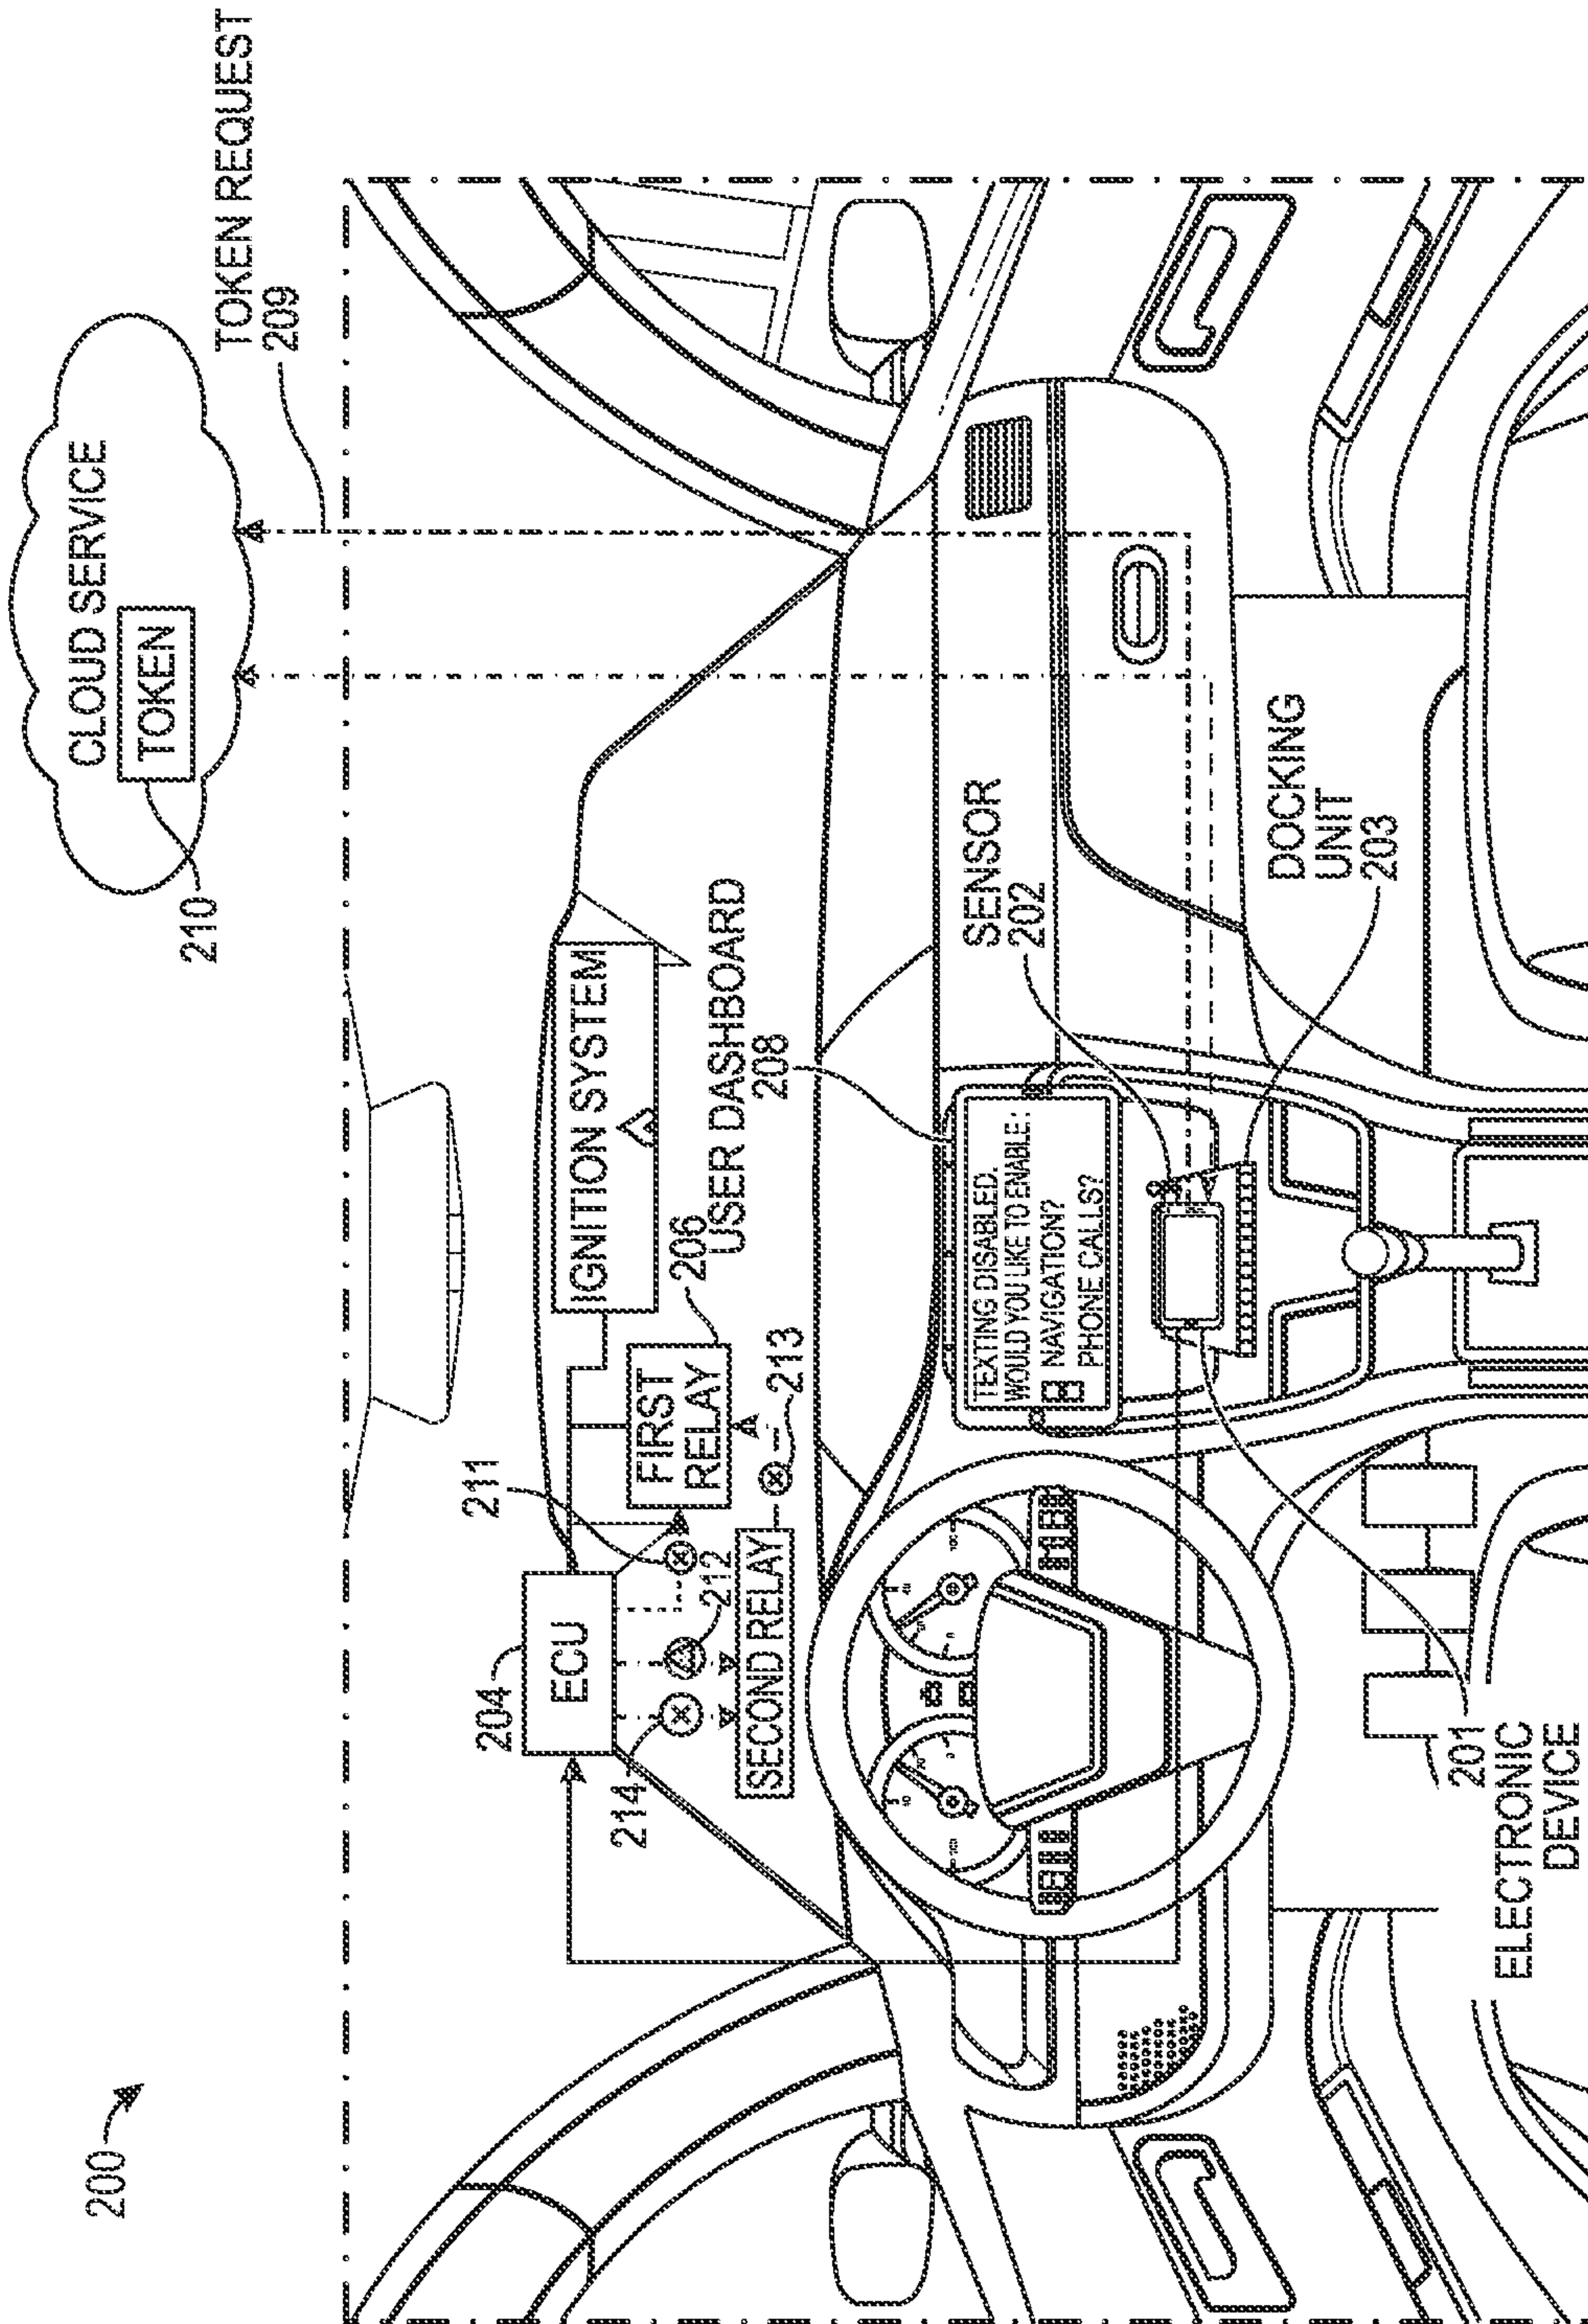 200
CLOUD SERVICE
TOKEN
210
TOKEN REQUEST
209
204
ECU
211
IGNITION SYSTEM
FIRST
RELAY
206
214
212
SECOND RELAY
213
USER DASHBOARD
208
TEXTING DISABLED.
WOULD YOU LIKE TO ENABLE:
NAVIGATION?
PHONE CALLS?
SENSOR
202
DOCKING
UNIT
203
201
ELECTRONIC
DEVICE